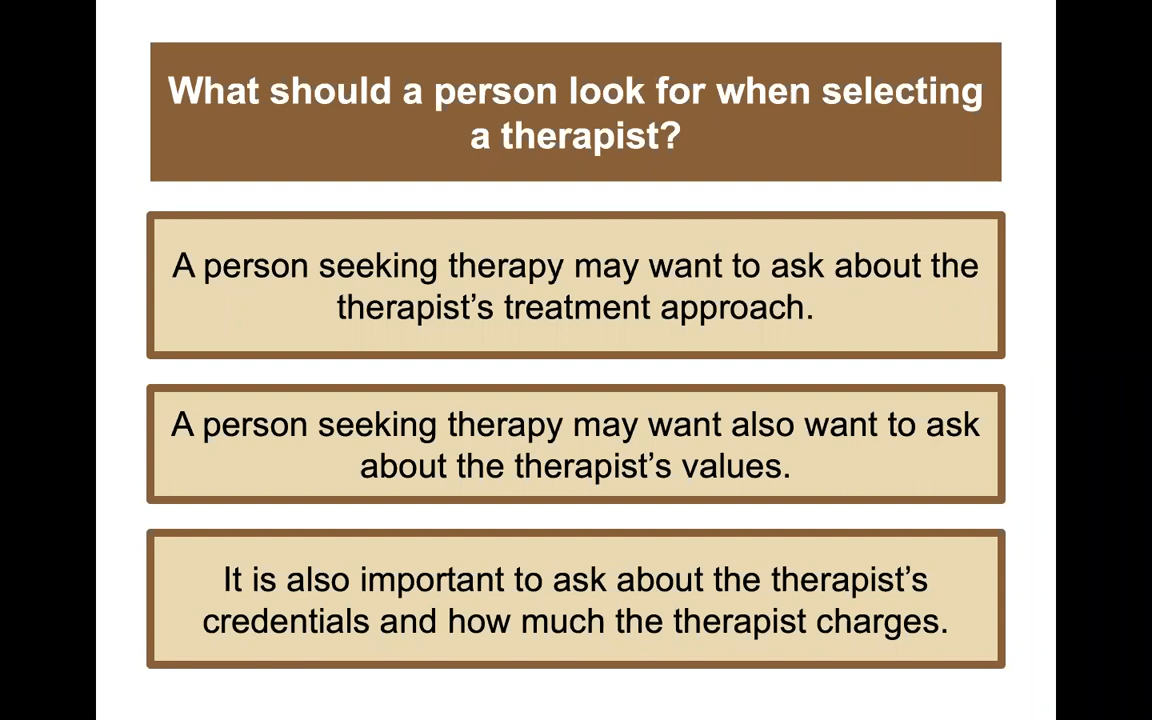 What should a person look for when selecting
a therapist?
A person seeking therapy may want to ask about the
therapist’s treatment approach.
A person seeking therapy may want also want to ask
about the therapist’s values.
It is also important to ask about the therapist’s
credentials and how much the therapist charges.